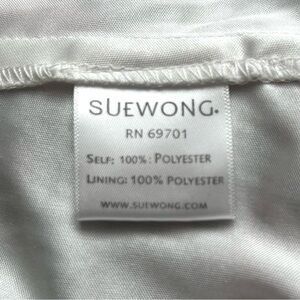 SUEWONG.
RN 69701
SELF: 100%: POLYESTER
LINING: 100% POLYESTER
WWW.SUEWONG.COM